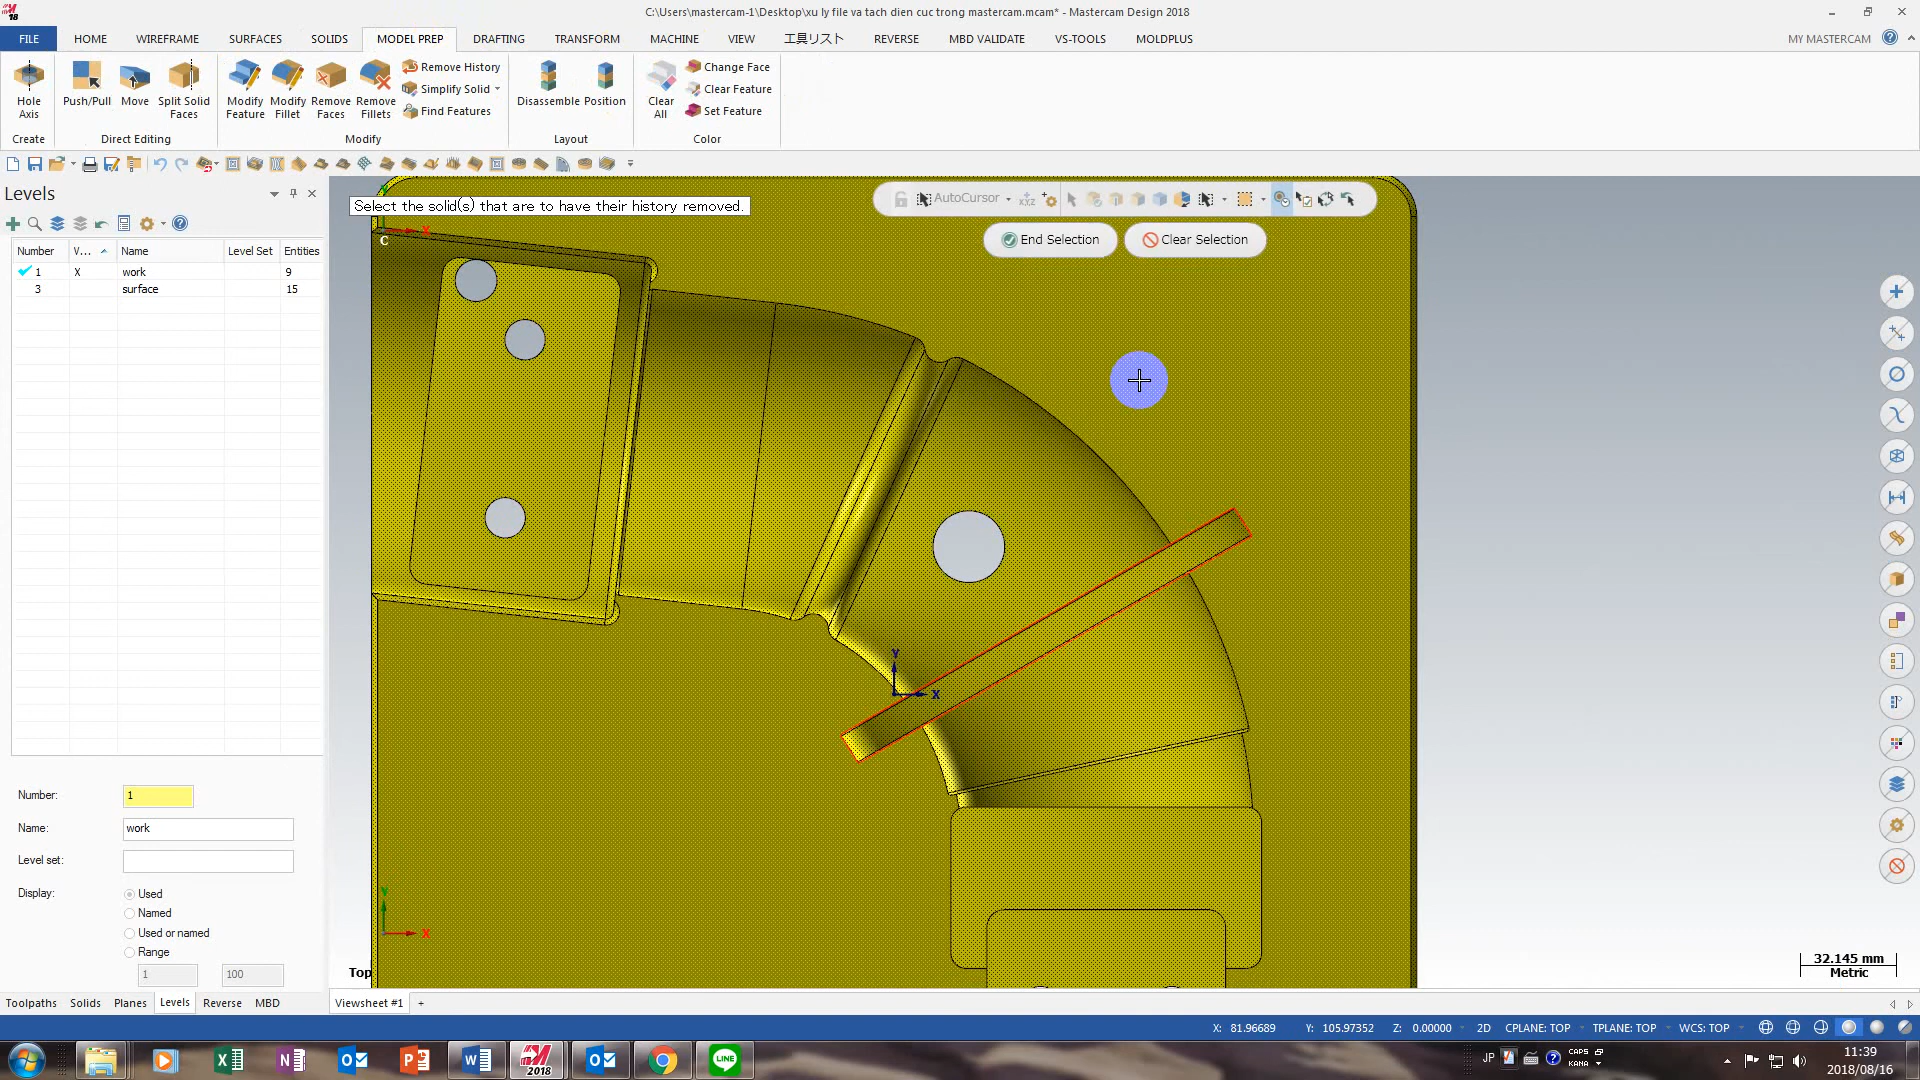 C:\Users\mastercam-1\Desktop\xu ly file va tach dien cuc trong mastercam.mcam* - Mastercam Design 2018
18
FILE HOME WIREFRAME SURFACES SOLIDS MODEL PREP DRAFTING TRANSFORM MACHINE VIEW 工具リスト REVERSE MBD VALIDATE VS-TOOLS MOLDPLUS MY MASTERCAM
Hole Axis
Push/Pull
Move
Split Solid Faces
Modify Feature
Modify Fillet
Remove Faces
Remove Fillets
Remove History
Simplify Solid
Find Features
Disassemble
Position
Clear All
Change Face
Clear Feature
Set Feature
Create Direct Editing Modify Layout Color
Levels
Select the solid(s) that are to have their history removed.
AutoCursor
End Selection
Clear Selection
Number V... Name Level Set Entities
1 X work 9
3 surface 15
Number: 1
Name: work
Level set:
Display: Used
Named
Used or named
Range
1 100
X
C
Y
X
Y
X
Top
32.145 mm
Metric
Toolpaths Solids Planes Levels Reverse MBD
Viewsheet #1 +
X: 81.96689 Y: 105.97352 Z: 0.00000 2D CPLANE: TOP TPLANE: TOP WCS: TOP
2018
LINE
JP
CAPS
KANA
11:39
2018/08/16